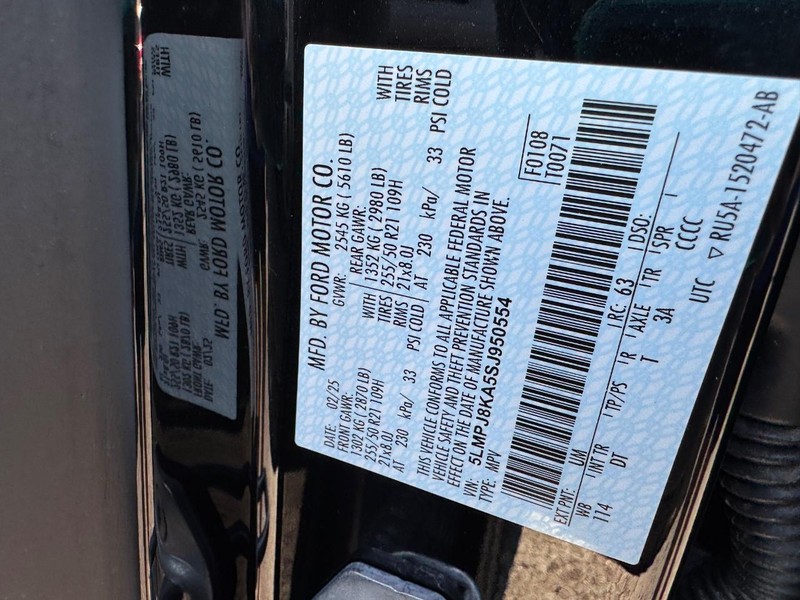 MFD. BY FORD MOTOR CO.
DATE: 02/25 GVWR: 2545 KG (5610 LB)
FRONT GAWR: REAR GAWR:
1302 KG (2870 LB) WITH 1352 KG (2980 LB) WITH
255/50 R21 109H TIRES 255/50 R21 109H TIRES
21x8.0J RIMS 21x8.0J RIMS
AT 230 kPa/ 33 PSI COLD AT 230 kPa/ 33 PSI COLD
THIS VEHICLE CONFORMS TO ALL APPLICABLE FEDERAL MOTOR
VEHICLE SAFETY AND THEFT PREVENTION STANDARDS IN
EFFECT ON THE DATE OF MANUFACTURE SHOWN ABOVE.
VIN: 5LMPJ8KA5SJ950554
TYPE: MPV
F0108
T0071
EXT PNT: UM RC: 63 DSO:
WB INT TR TP/PS R AXLE TR SPR
114 DT T 3A CCCC
UTC ▽ RU5A-1520472-AB